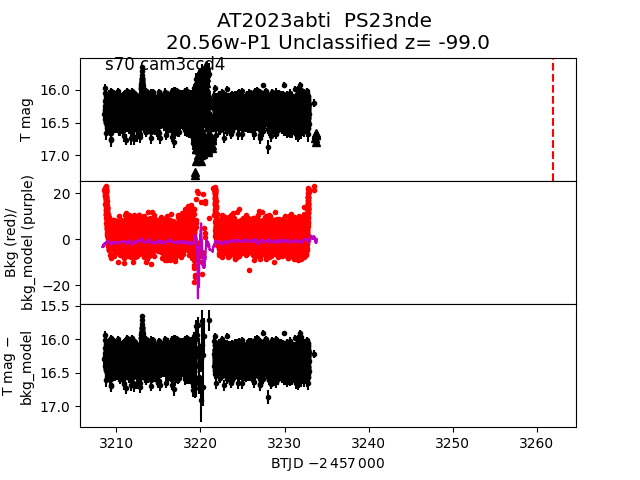 AT2023abti PS23nde
20.56w-P1 Unclassified z= -99.0
s70 cam3ccd4
T mag
16.0
16.5
17.0
Bkg (red)/
bkg_model (purple)
20
0
−20
T mag −
bkg_model
15.5
16.0
16.5
17.0
3210 3220 3230 3240 3250 3260
BTJD −2 457 000